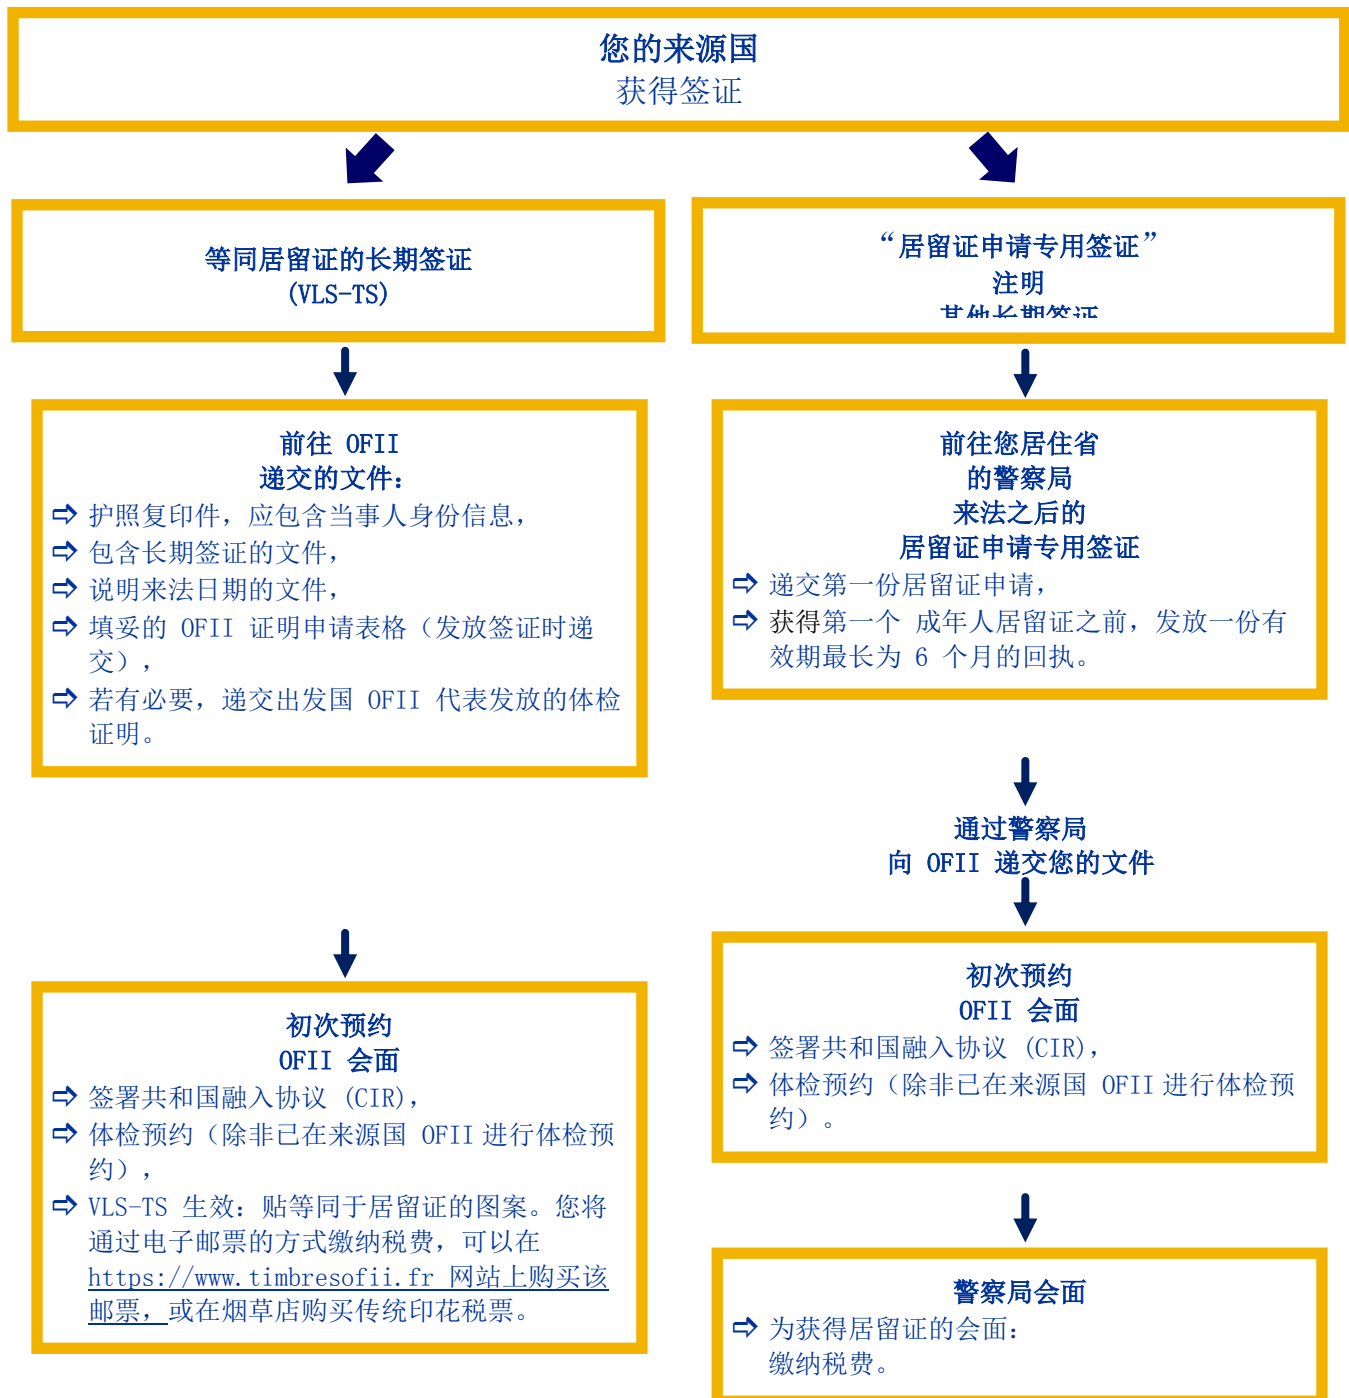 您的来源国
获得签证
等同居留证的长期签证
(VLS-TS)
前往 OFII
递交的文件：
护照复印件，应包含当事人身份信息，
包含长期签证的文件，
说明来法日期的文件，
填妥的 OFII 证明申请表格（发放签证时递
交），
若有必要，递交出发国 OFII 代表发放的体检
证明。
初次预约
OFII 会面
签署共和国融入协议 (CIR)，
体检预约（除非已在来源国 OFII 进行体检预
约），
VLS-TS 生效：贴等同于居留证的图案。您将
通过电子邮票的方式缴纳税费，可以在
https://www.timbresofii.fr 网站上购买该
邮票，或在烟草店购买传统印花税票。
“居留证申请专用签证”
注明
其他长期签证
前往您居住省
的警察局
来法之后的
居留证申请专用签证
递交第一份居留证申请，
获得第一个 成年人居留证之前，发放一份有
效期最长为 6 个月的回执。
通过警察局
向 OFII 递交您的文件
初次预约
OFII 会面
签署共和国融入协议 (CIR)，
体检预约（除非已在来源国 OFII 进行体检预
约）。
警察局会面
为获得居留证的会面：
缴纳税费。